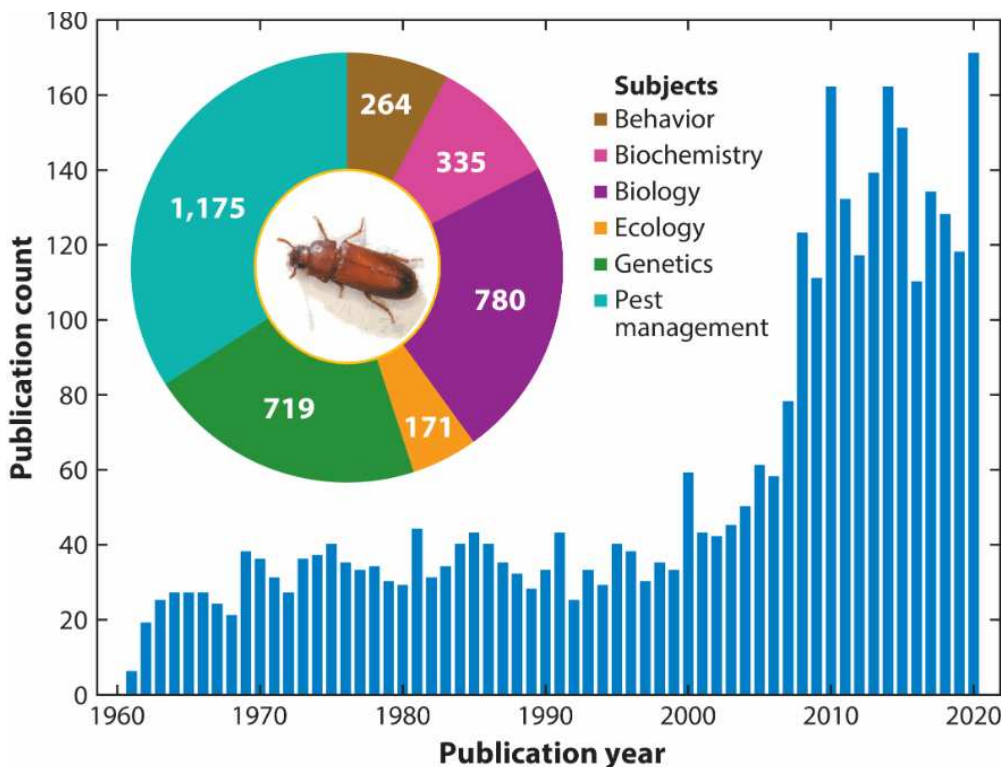 180
160
140
120
100
80
60
40
20
0
Publication count
1960
1970
1980
1990
2000
2010
2020
Publication year
264
335
780
171
719
1,175
Subjects
Behavior
Biochemistry
Biology
Ecology
Genetics
Pest
management